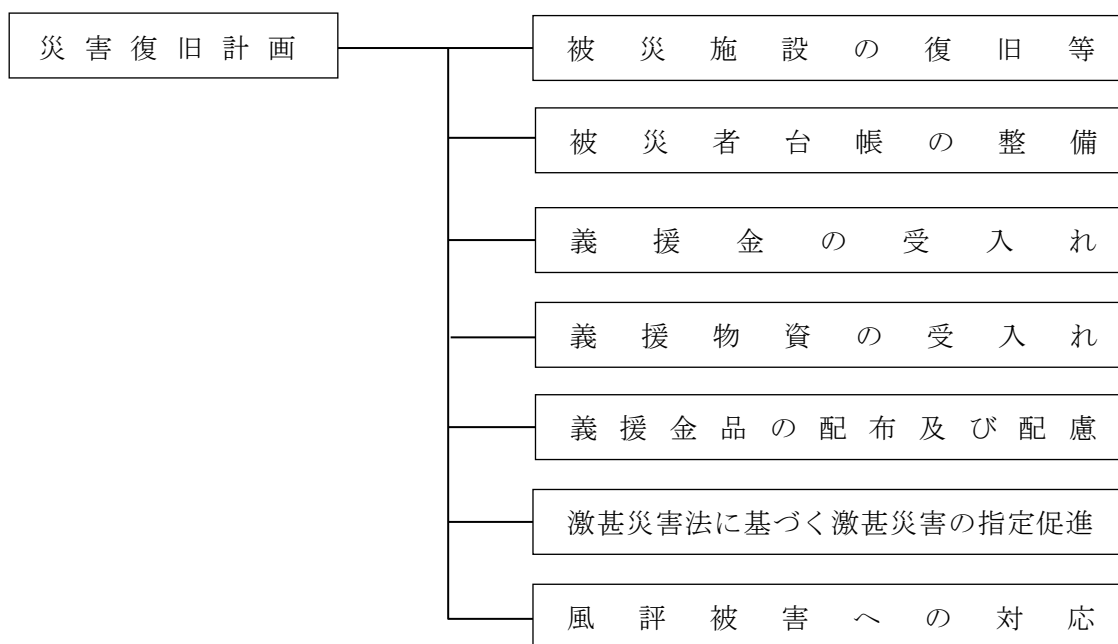 災害復旧計画
被災施設の復旧等
被災者台帳の整備
義援金の受入れ
義援物資の受入れ
義援金品の配布及び配慮
激甚災害法に基づく激甚災害の指定促進
風評被害への対応